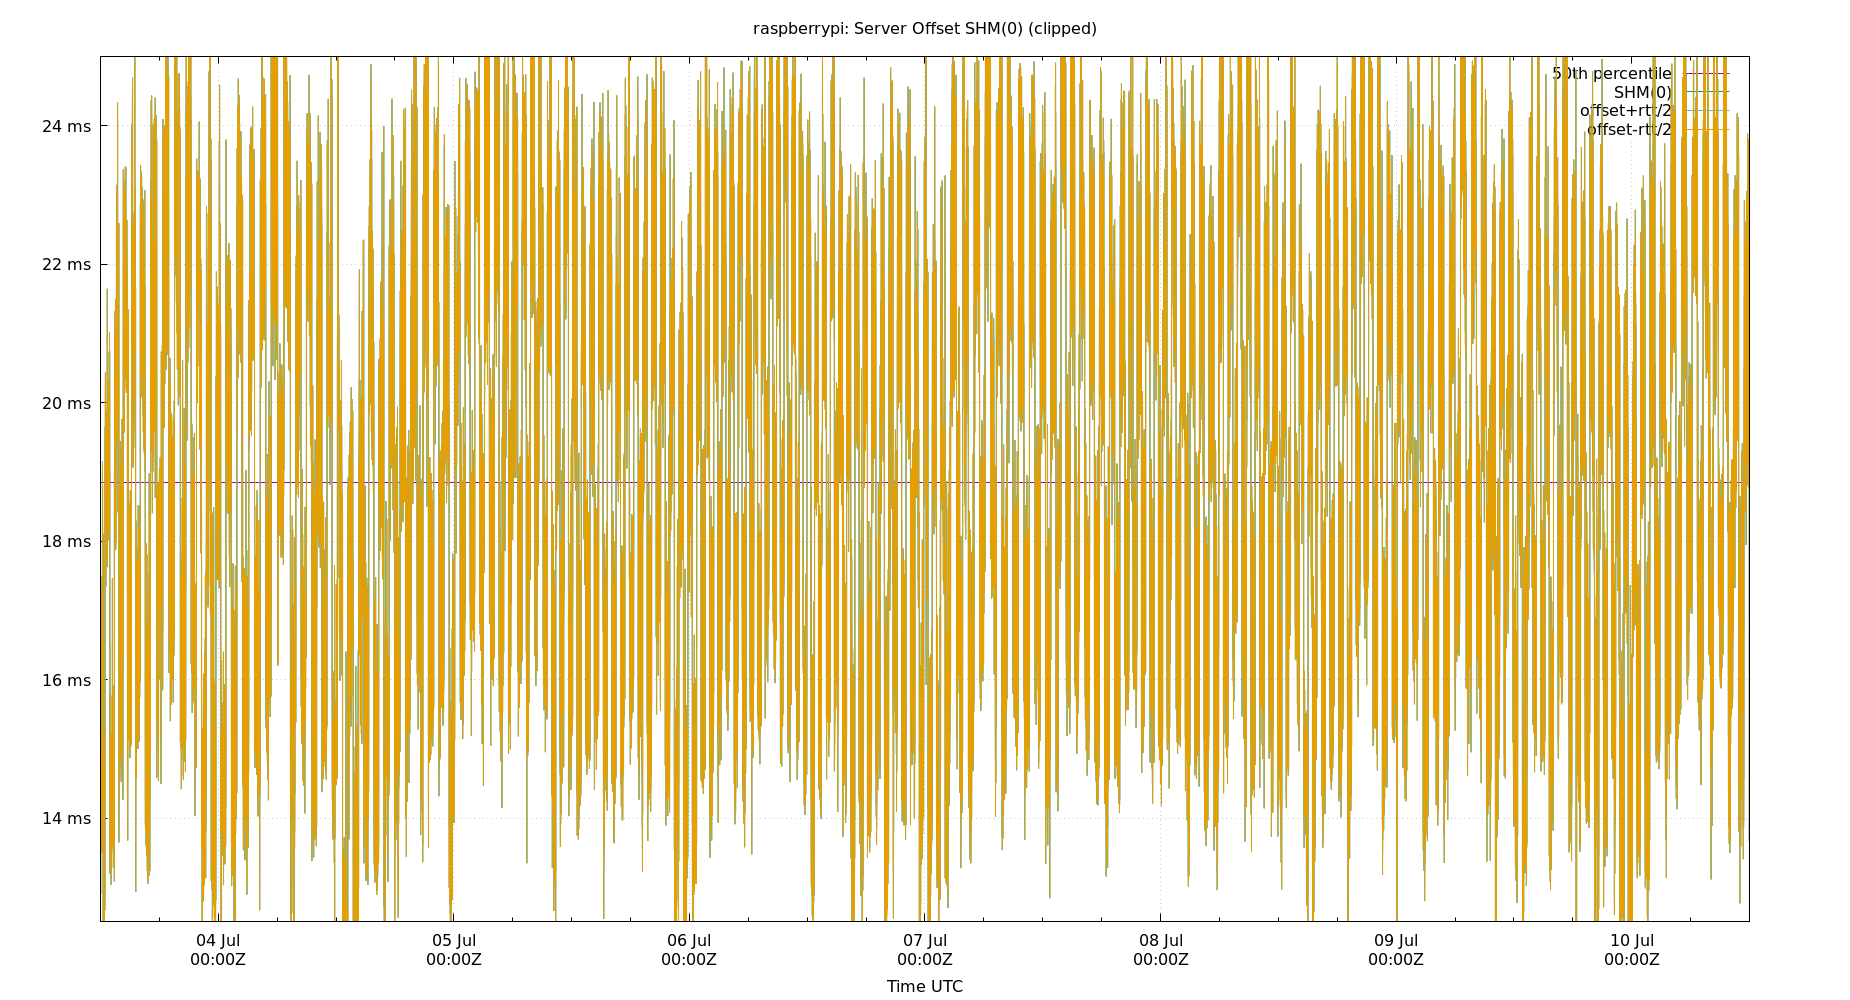 raspberrypi: Server Offset SHM(0) (clipped)
50th percentile
SHM(0)
offset+rtt/2
offset-rtt/2
24 ms
22 ms
20 ms
18 ms
16 ms
14 ms
04 Jul 05 Jul 06 Jul 07 Jul 08 Jul 09 Jul 10 Jul
00:00Z 00:00Z 00:00Z 00:00Z 00:00Z 00:00Z 00:00Z
Time UTC